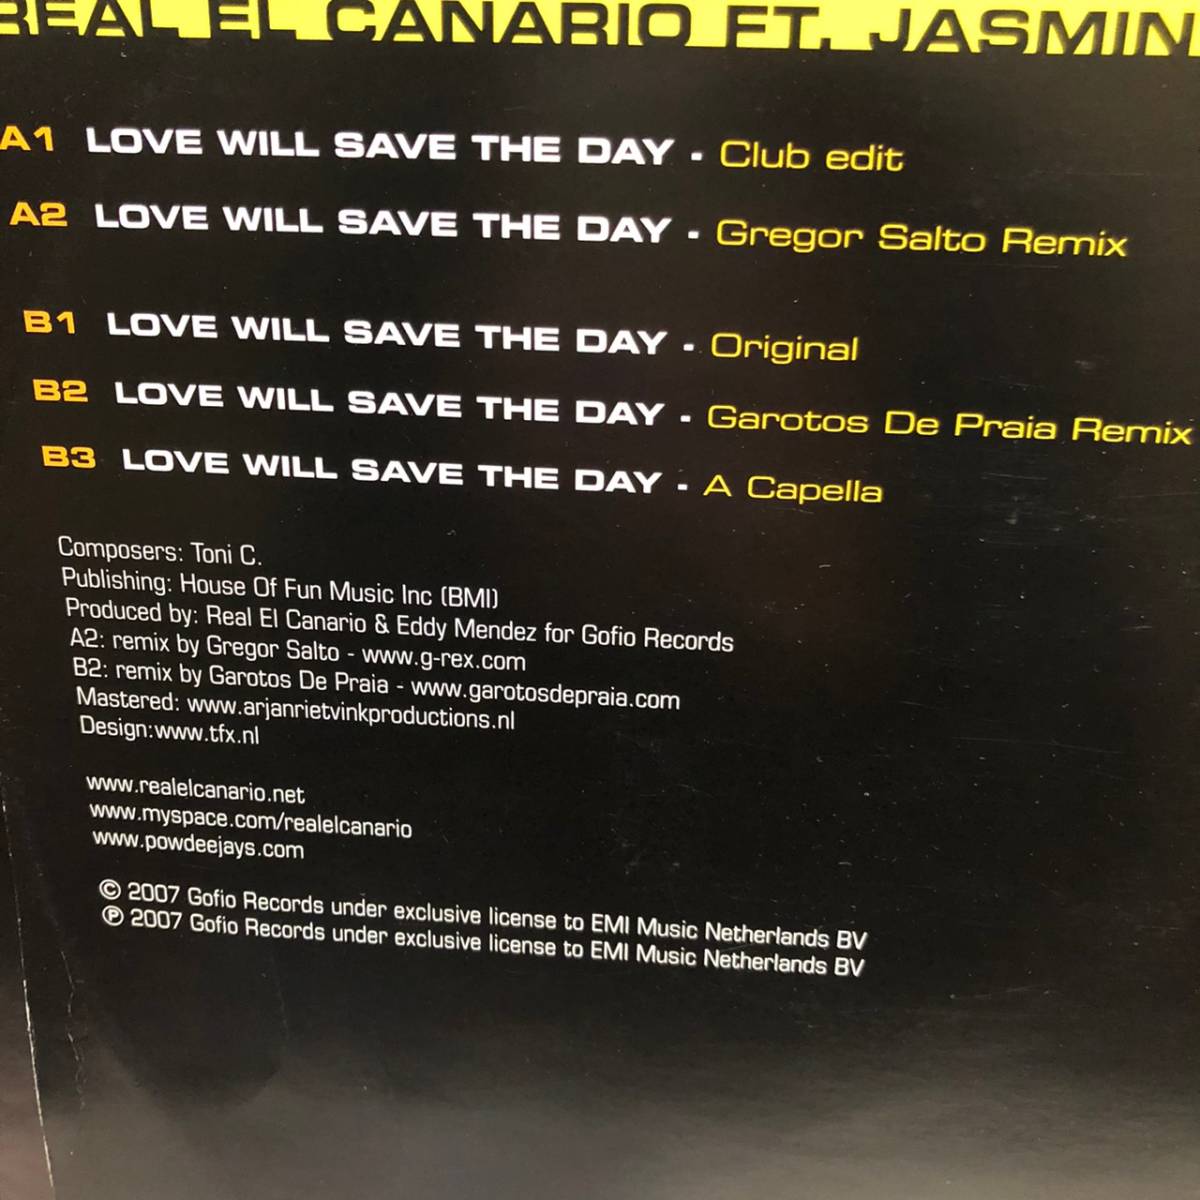 REAL EL CANARIO FT. JASMIN
A1 LOVE WILL SAVE THE DAY - Club edit
A2 LOVE WILL SAVE THE DAY - Gregor Salto Remix
B1 LOVE WILL SAVE THE DAY - Original
B2 LOVE WILL SAVE THE DAY - Garotos De Praia Remix
B3 LOVE WILL SAVE THE DAY - A Capella
Composers: Toni C.
Publishing: House Of Fun Music Inc (BMI)
Produced by: Real El Canario & Eddy Mendez for Gofio Records
A2: remix by Gregor Salto - www.g-rex.com
B2: remix by Garotos De Praia - www.garotosdepraia.com
Mastered: www.arjanrietvinkproductions.nl
Design:www.tfx.nl
www.realelcanario.net
www.myspace.com/realelcanario
www.powdeejays.com
© 2007 Gofio Records under exclusive license to EMI Music Netherlands BV
℗ 2007 Gofio Records under exclusive license to EMI Music Netherlands BV